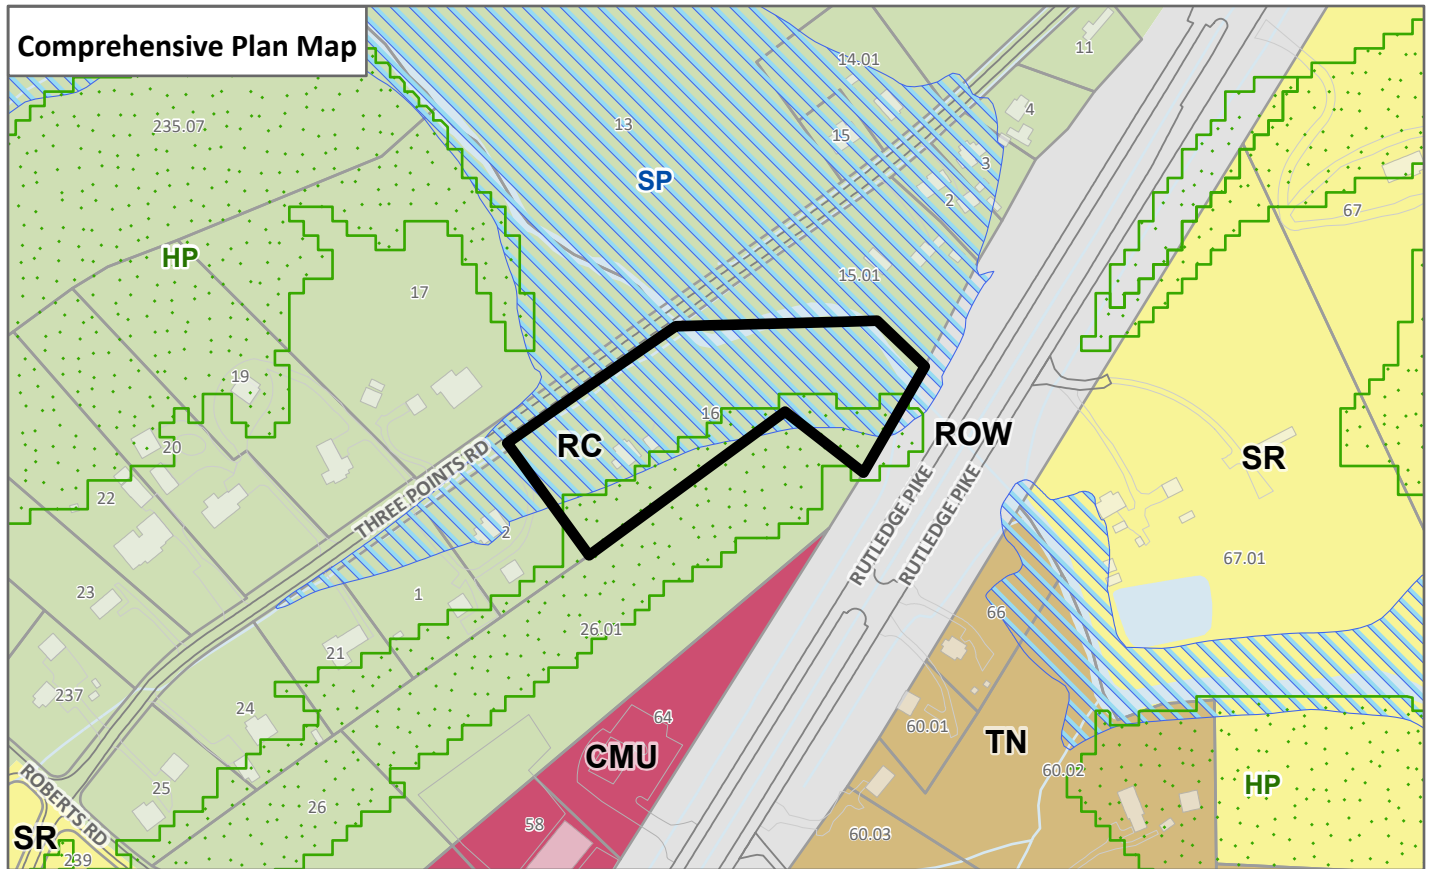 Comprehensive Plan Map
11
14.01
4
13
15
235.07
3
SP
2
67
HP
15.01
17
19
16
ROW
RC
SR
20
THREE POINTS RD
22
RUTLEDGE PIKE
RUTLEDGE PIKE
2
67.01
23
1
66
26.01
21
237
24
64
60.01
TN
CMU
60.02
HP
25
ROBERTS RD
26
58
60.03
SR
239